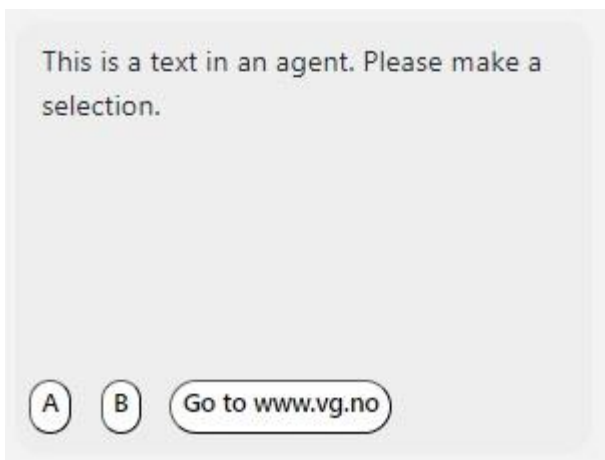 This is a text in an agent. Please make a
selection.
A B Go to www.vg.no